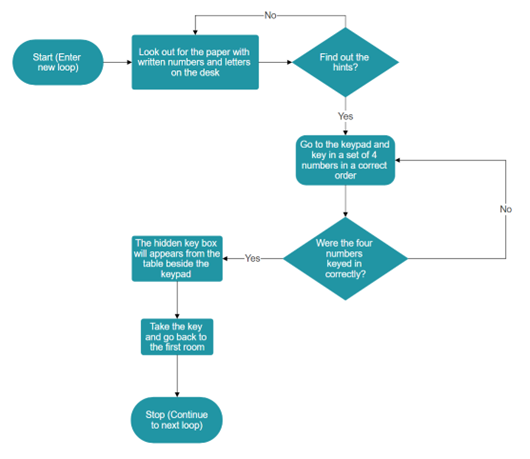 No
Start (Enter
new loop)
Look out for the paper with
written numbers and letters
on the desk
Find out the
hints?
Yes
Go to the keypad and
key in a set of 4
numbers in a correct
order
No
Were the four
numbers
keyed in
correctly?
Yes
The hidden key box
will appears from the
table beside the
keypad
Take the key
and go back to
the first room
Stop (Continue
to next loop)